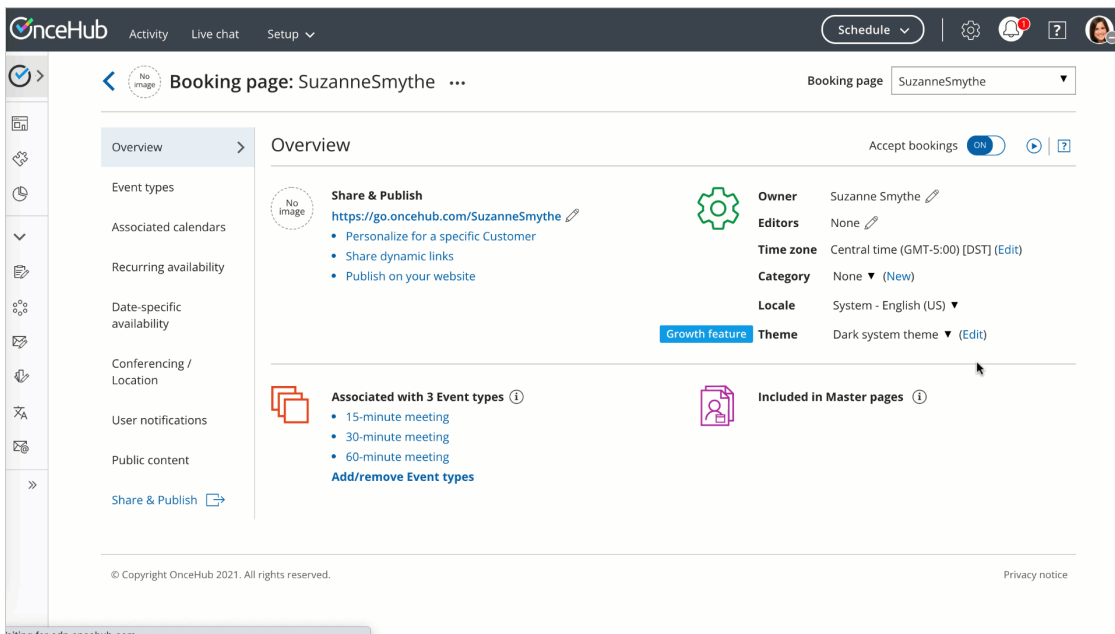 OnceHub
Activity
Live chat
Setup
Schedule
1
?
No image
Booking page: SuzanneSmythe ...
Booking page
SuzanneSmythe
Overview
Event types
Associated calendars
Recurring availability
Date-specific
availability
Conferencing /
Location
User notifications
Public content
Share & Publish
Overview
Accept bookings
ON
?
No
image
Share & Publish
https://go.oncehub.com/SuzanneSmythe
• Personalize for a specific Customer
• Share dynamic links
• Publish on your website
Owner Suzanne Smythe
Editors None
Time zone Central time (GMT-5:00) [DST] (Edit)
Category None ▼ (New)
Locale System - English (US) ▼
Growth feature Theme Dark system theme ▼ (Edit)
Associated with 3 Event types
• 15-minute meeting
• 30-minute meeting
• 60-minute meeting
Add/remove Event types
Included in Master pages
© Copyright OnceHub 2021. All rights reserved.
Privacy notice